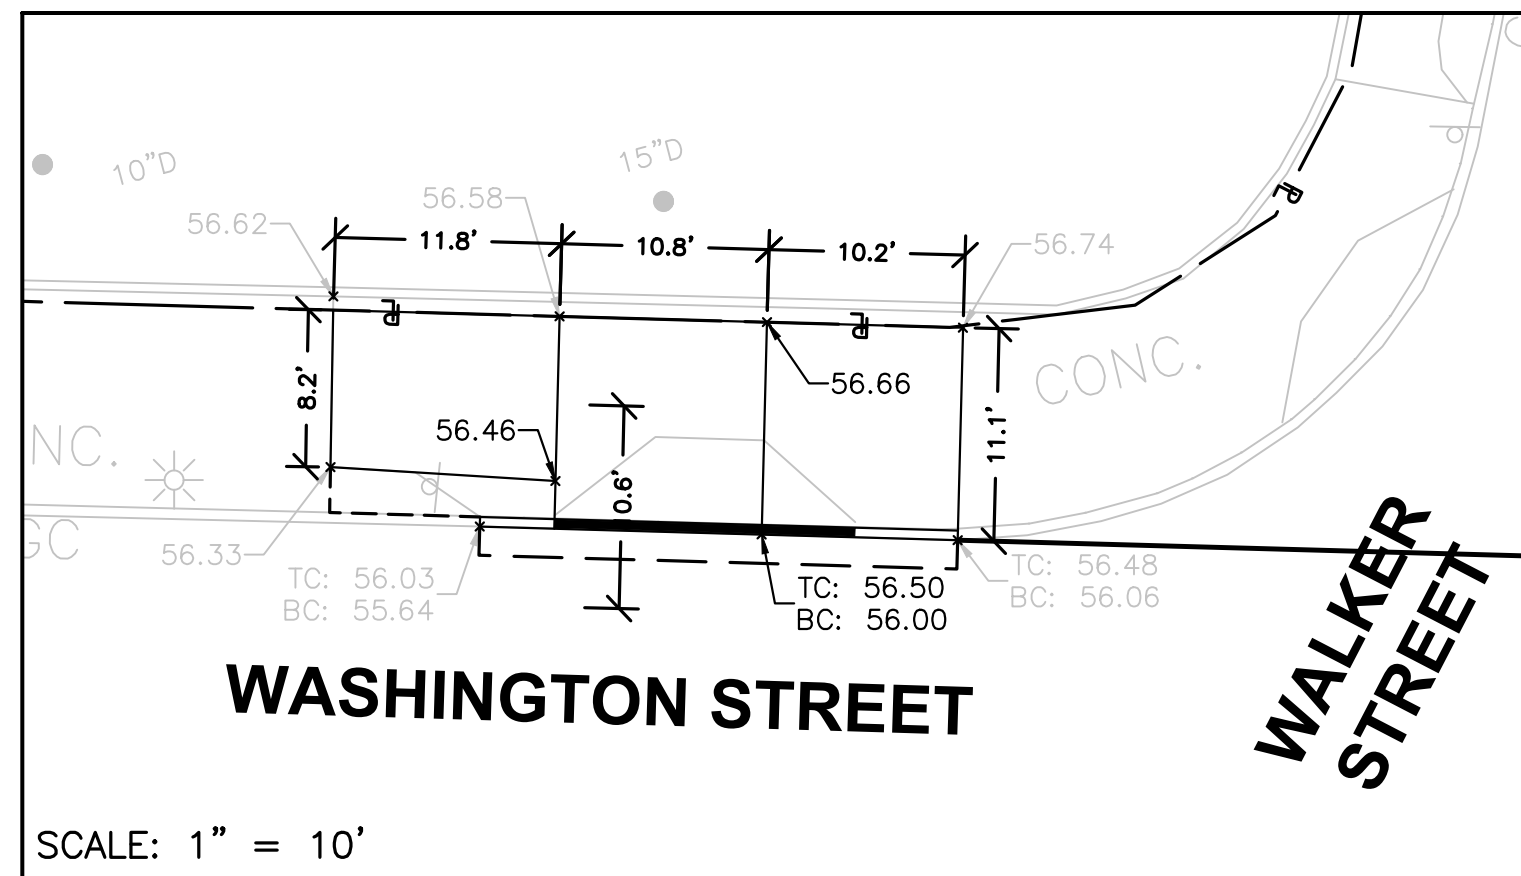 10”D
15”D
56.62
56.58
56.74
11.8’
10.8’
10.2’
PL
PL
PL
8.2’
56.66
56.46
11.1’
CONC.
NC.
0.6’
GC
56.33
TC: 56.03
BC: 55.64
TC: 56.50
BC: 56.00
TC: 56.48
BC: 56.06
WASHINGTON STREET
WALKER
STREET
SCALE: 1” = 10’